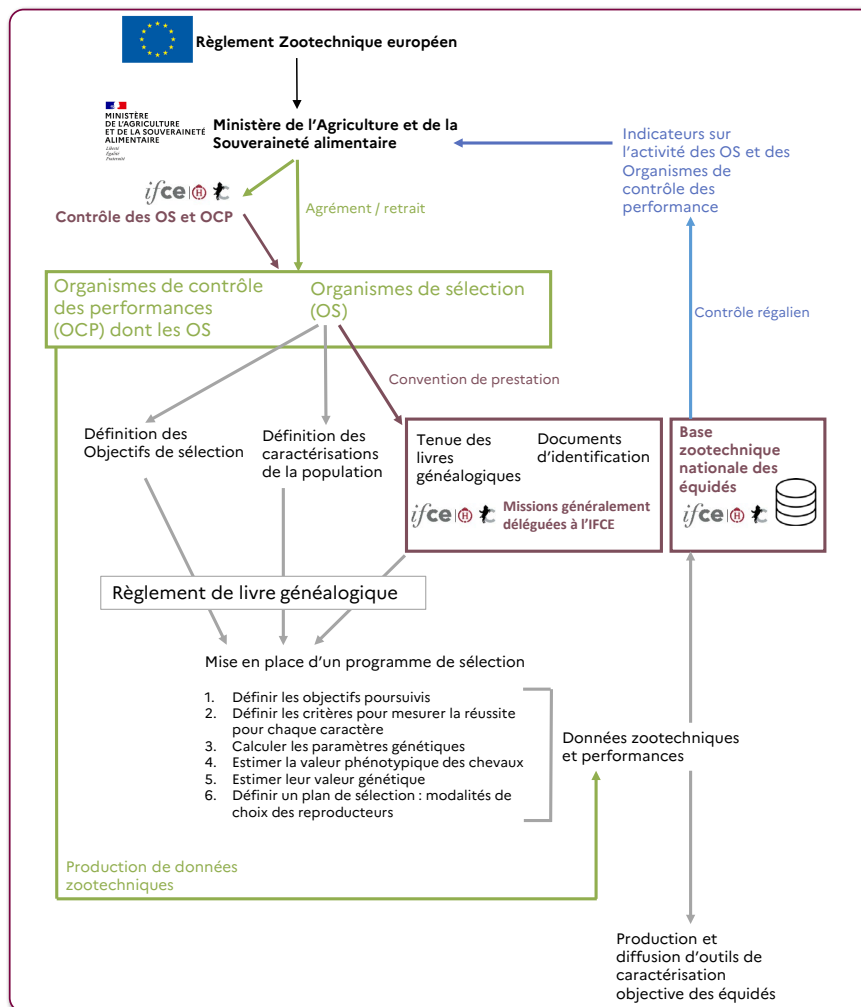 Règlement Zootechnique européen
MINISTÈRE
DE L'AGRICULTURE
ET DE LA SOUVERAINETÉ
ALIMENTAIRE
Liberté
Égalité
Fraternité
Ministère de l'Agriculture et de la
Souveraineté alimentaire
Indicateurs sur
l'activité des OS et des
Organismes de
contrôle des
performance
ifce
Contrôle des OS et OCP
Agrément / retrait
Organismes de contrôle
des performances
(OCP) dont les OS
Organismes de sélection
(OS)
Contrôle régalien
Convention de prestation
Définition des
Objectifs de sélection
Définition des
caractérisations
de la population
Tenue des
livres
généalogiques
Documents
d'identification
ifce
Missions généralement
déléguées à l'IFCE
Base
zootechnique
nationale des
équidés
ifce
Règlement de livre généalogique
Mise en place d'un programme de sélection
1. Définir les objectifs poursuivis
2. Définir les critères pour mesurer la réussite
pour chaque caractère
3. Calculer les paramètres génétiques
4. Estimer la valeur phénotypique des chevaux
5. Estimer leur valeur génétique
6. Définir un plan de sélection : modalités de
choix des reproducteurs
Données zootechniques
et performances
Production de données
zootechniques
Production et
diffusion d'outils de
caractérisation
objective des équidés